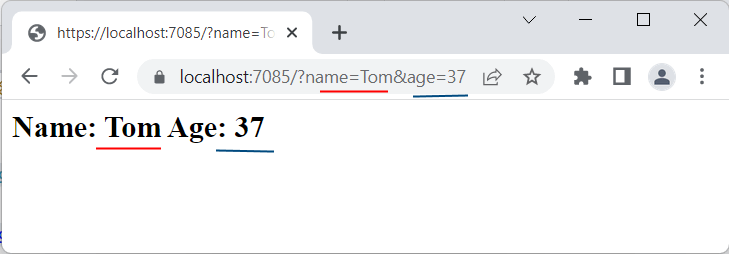 https://localhost:7085/?name=To
localhost:7085/?name=Tom&age=37
Name: Tom Age: 37